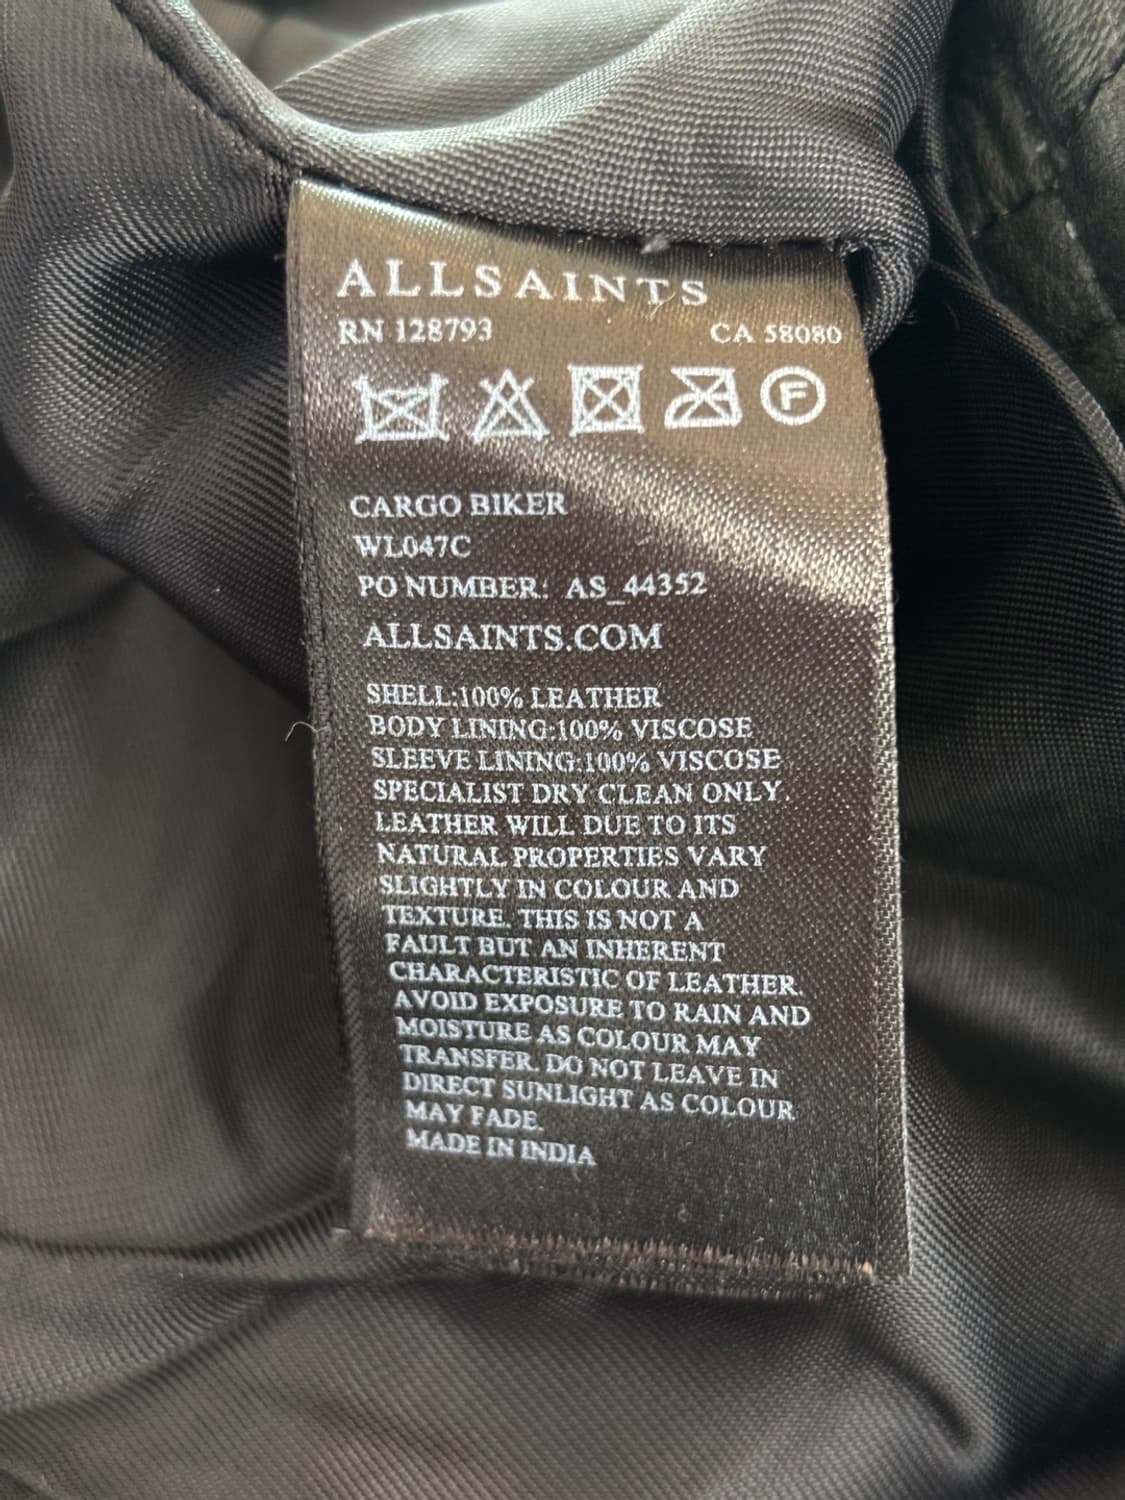 ALLSAINTS
RN 128793 CA 58080
F
CARGO BIKER
WL047C
PO NUMBER: AS_44352
ALLSAINTS.COM
SHELL:100% LEATHER
BODY LINING:100% VISCOSE
SLEEVE LINING:100% VISCOSE
SPECIALIST DRY CLEAN ONLY.
LEATHER WILL DUE TO ITS
NATURAL PROPERTIES VARY
SLIGHTLY IN COLOUR AND
TEXTURE. THIS IS NOT A
FAULT BUT AN INHERENT
CHARACTERISTIC OF LEATHER.
AVOID EXPOSURE TO RAIN AND
MOISTURE AS COLOUR MAY
TRANSFER. DO NOT LEAVE IN
DIRECT SUNLIGHT AS COLOUR
MAY FADE.
MADE IN INDIA